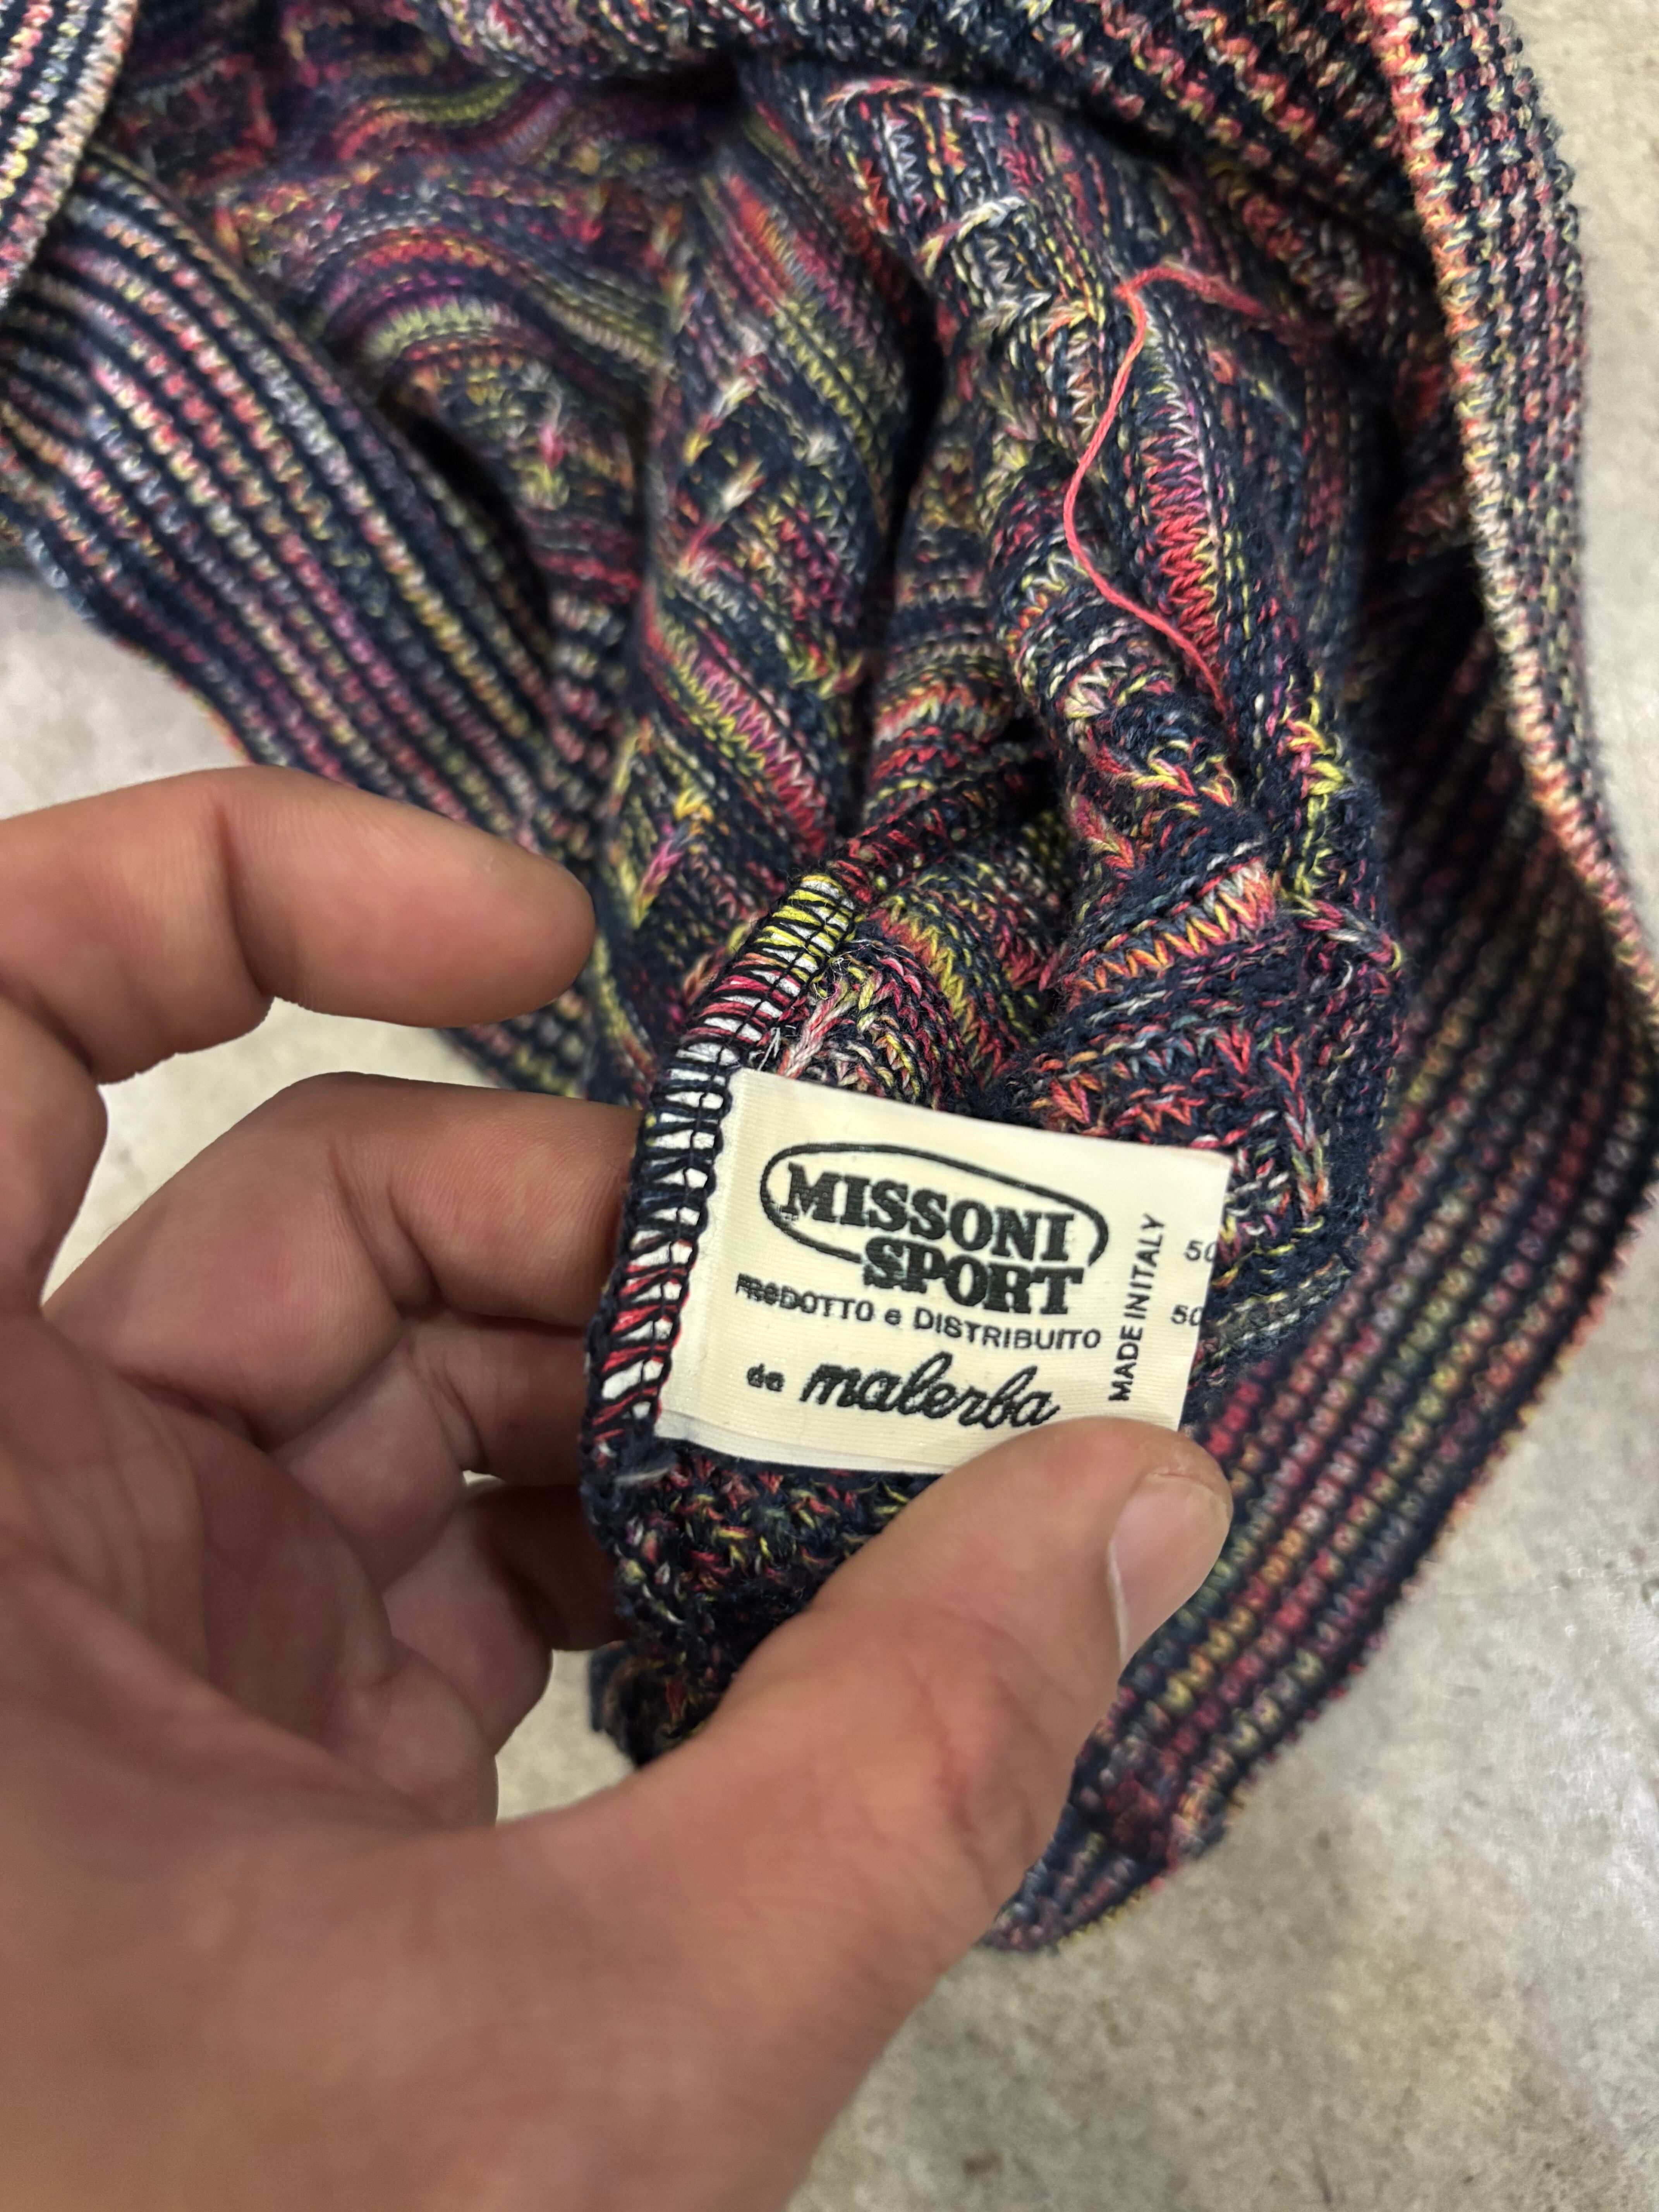 MISSONI
SPORT
PRODOTTO e DISTRIBUITO
da malerba
MADE IN ITALY
50
50